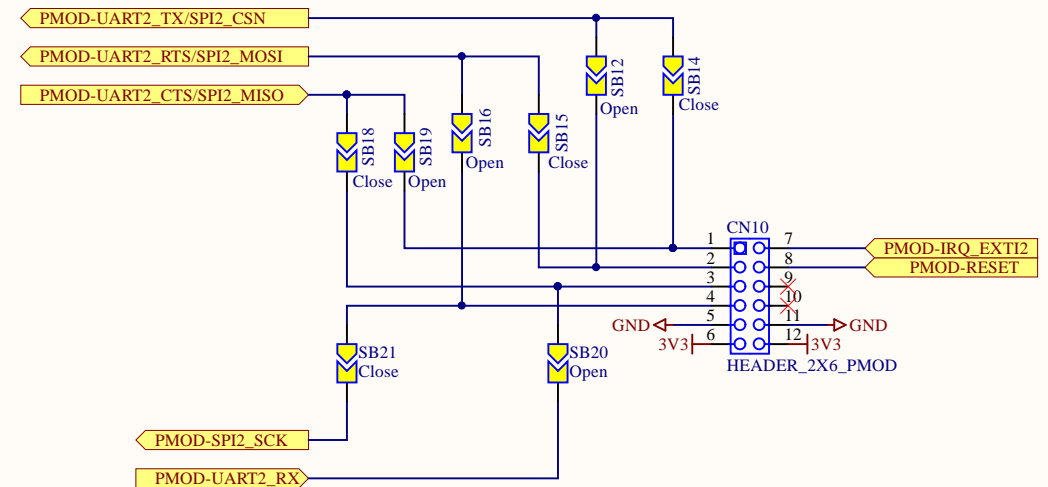 PMOD-UART2_TX/SPI2_CSN
PMOD-UART2_RTS/SPI2_MOSI
PMOD-UART2_CTS/SPI2_MISO
SB12
Open
SB14
Close
SB16
Open
SB15
Close
SB18
Close
SB19
Open
CN10
1 7
2 8
3 9
4 10
5 11
6 12
PMOD-IRQ_EXTI2
PMOD-RESET
GND
GND
3V3
3V3
HEADER_2X6_PMOD
SB21
Close
SB20
Open
PMOD-SPI2_SCK
PMOD-UART2_RX